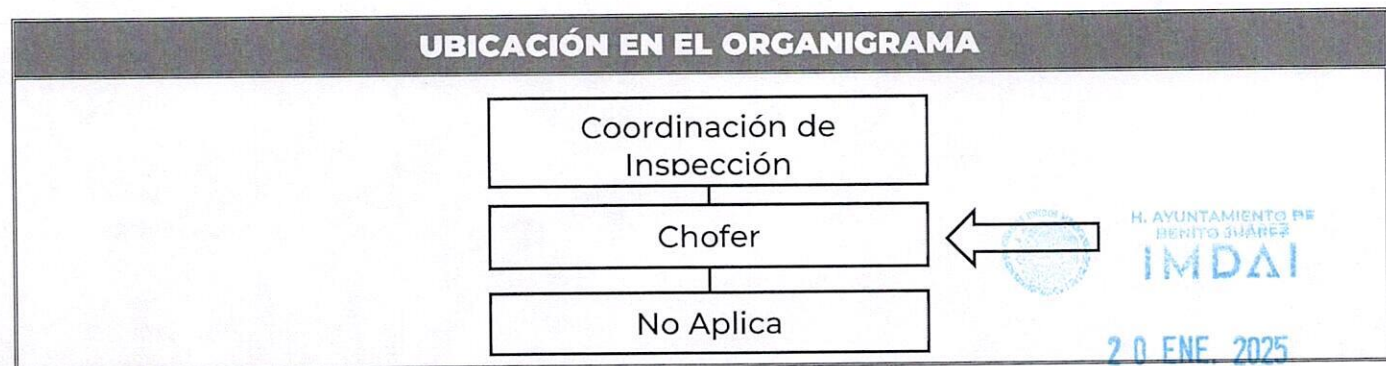 UBICACIÓN EN EL ORGANIGRAMA
Coordinación de
Inspección
Chofer
H. AYUNTAMIENTO DE
BENITO JUÁREZ
IMDAI
No Aplica
20 ENE. 2025